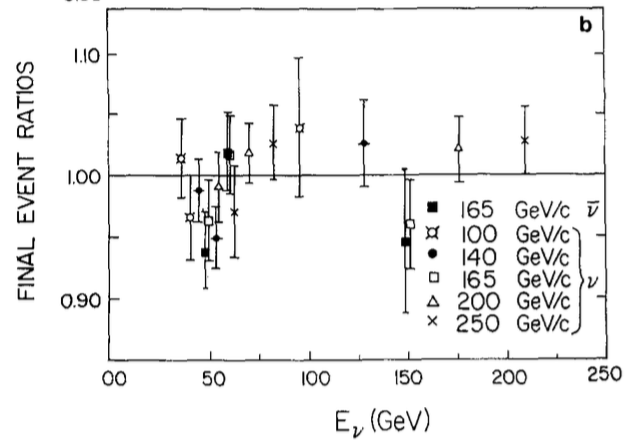 b
FINAL EVENT RATIOS
1.10
1.00
0.90
■ 165 GeV/c ν̅
¤ 100 GeV/c
● 140 GeV/c
□ 165 GeV/c } ν
△ 200 GeV/c
× 250 GeV/c
00 50 100 150 200 250
Eν (GeV)